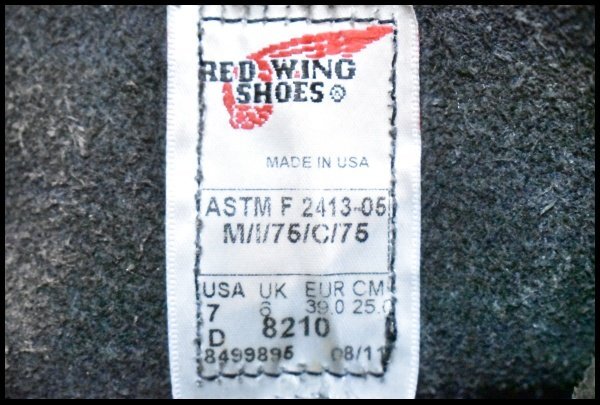 RED WING
SHOES®
MADE IN USA
ASTM F 2413-05
M/I/75/C/75
USA UK EUR CM
7 6 39.0 25.0
D 8210
8499895 08/11